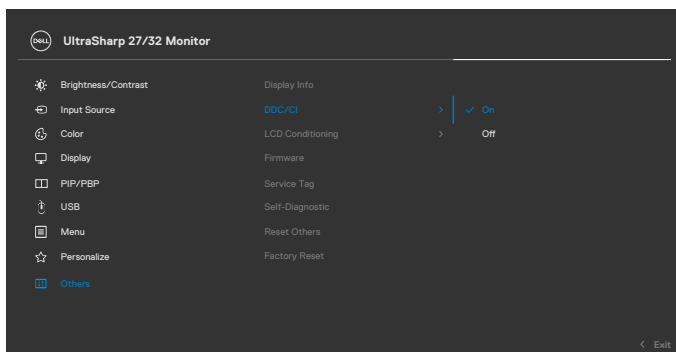 DELL UltraSharp 27/32 Monitor
Brightness/Contrast Display Info
Input Source DDC/CI > ✓ On
Color LCD Conditioning > Off
Display Firmware
PIP/PBP Service Tag
USB Self-Diagnostic
Menu Reset Others
Personalize Factory Reset
Others
< Exit